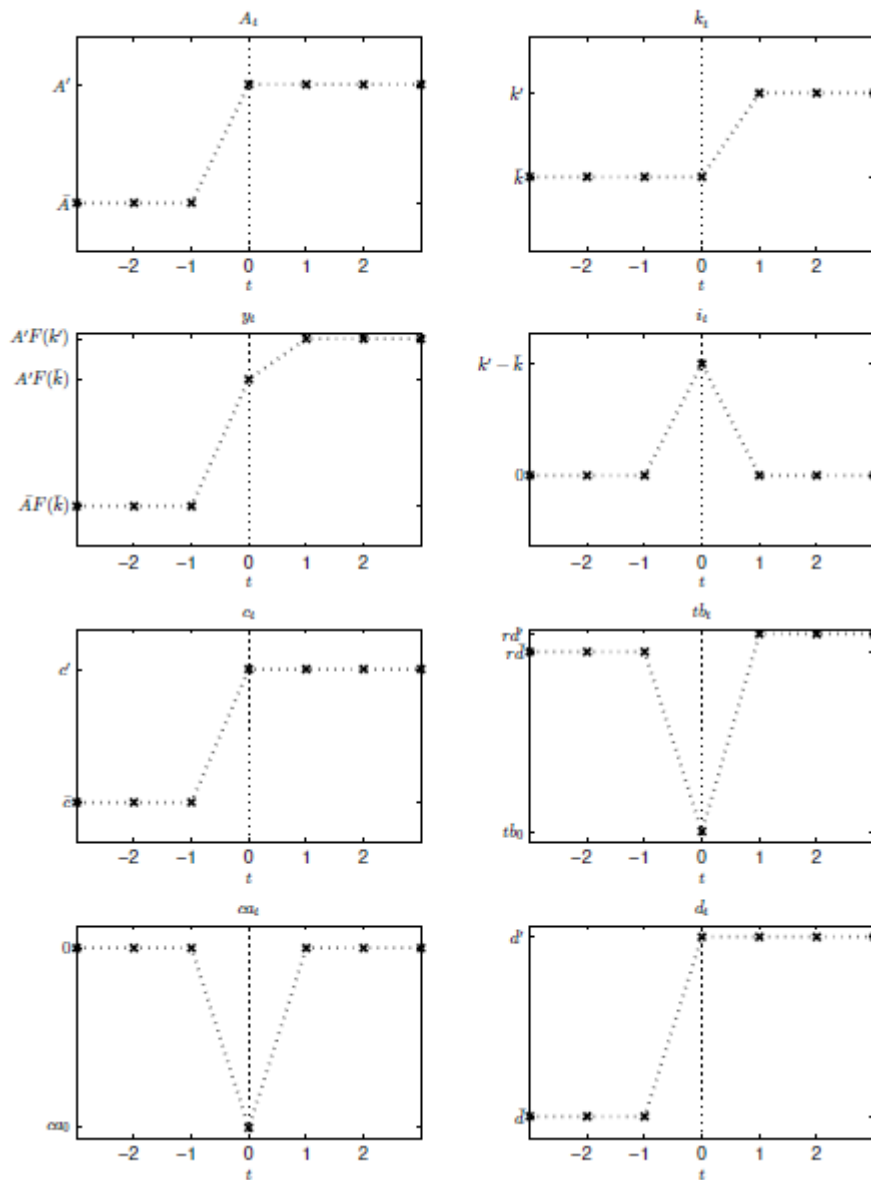 A_t
A′
Ā
−2 −1 0 1 2
t
k_t
k′
k̄
−2 −1 0 1 2
t
y_t
A′F(k′)
A′F(k̄)
ĀF(k̄)
−2 −1 0 1 2
t
i_t
k′ − k̄
0
−2 −1 0 1 2
t
c_t
c′
c̄
−2 −1 0 1 2
t
tb_t
rd′
rd̄
tb_0
−2 −1 0 1 2
t
ca_t
0
ca_0
−2 −1 0 1 2
t
d_t
d′
d̄
−2 −1 0 1 2
t